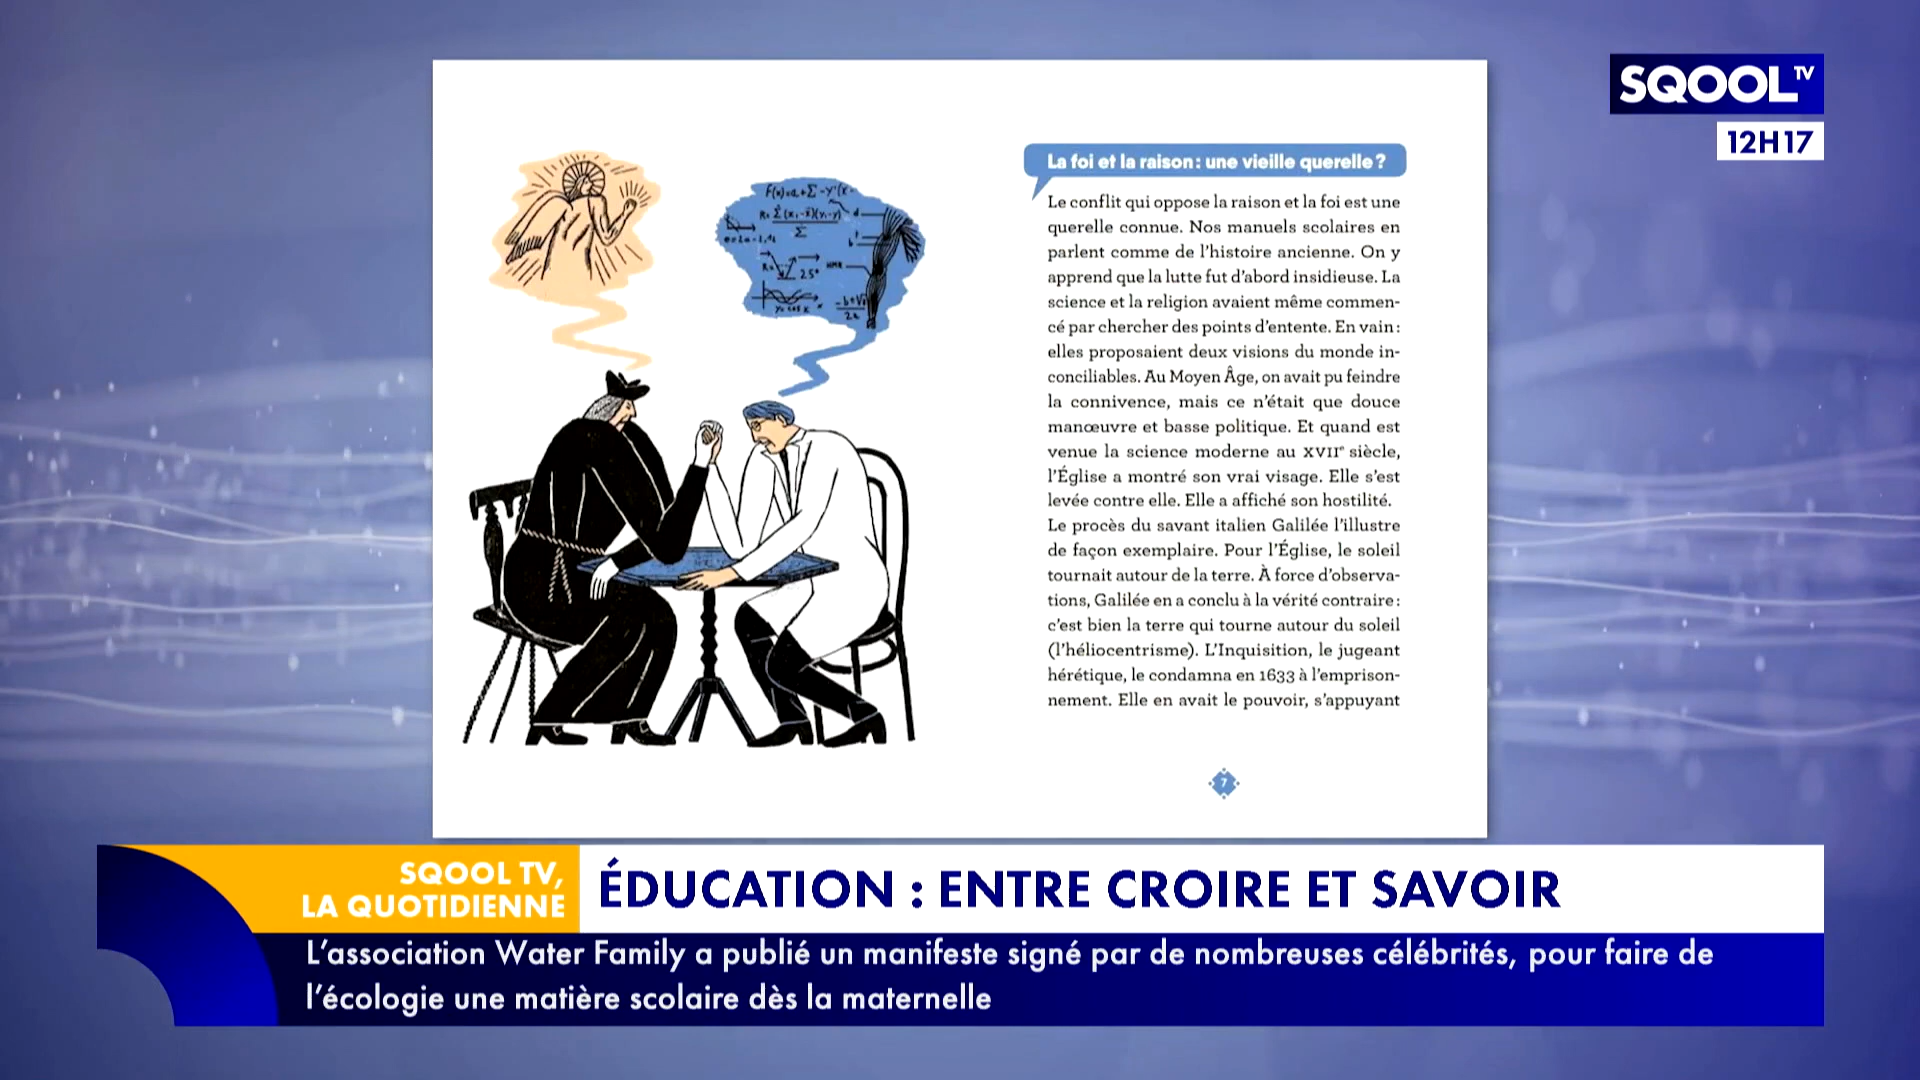 SQOOL TV
12H17
F(x)=a+Σ-Y'(x-
25°
y=cos x
La foi et la raison : une vieille querelle ?
Le conflit qui oppose la raison et la foi est une
querelle connue. Nos manuels scolaires en
parlent comme de l'histoire ancienne. On y
apprend que la lutte fut d'abord insidieuse. La
science et la religion avaient même commen-
cé par chercher des points d'entente. En vain :
elles proposaient deux visions du monde in-
conciliables. Au Moyen Âge, on avait pu feindre
la connivence, mais ce n'était que douce
manœuvre et basse politique. Et quand est
venue la science moderne au XVIIe siècle,
l'Église a montré son vrai visage. Elle s'est
levée contre elle. Elle a affiché son hostilité.
Le procès du savant italien Galilée l'illustre
de façon exemplaire. Pour l'Église, le soleil
tournait autour de la terre. À force d'observa-
tions, Galilée en a conclu à la vérité contraire :
c'est bien la terre qui tourne autour du soleil
(l'héliocentrisme). L'Inquisition, le jugeant
hérétique, le condamna en 1633 à l'emprison-
nement. Elle en avait le pouvoir, s'appuyant
7
SQOOL TV,
LA QUOTIDIENNE
ÉDUCATION : ENTRE CROIRE ET SAVOIR
L'association Water Family a publié un manifeste signé par de nombreuses célébrités, pour faire de
l'écologie une matière scolaire dès la maternelle